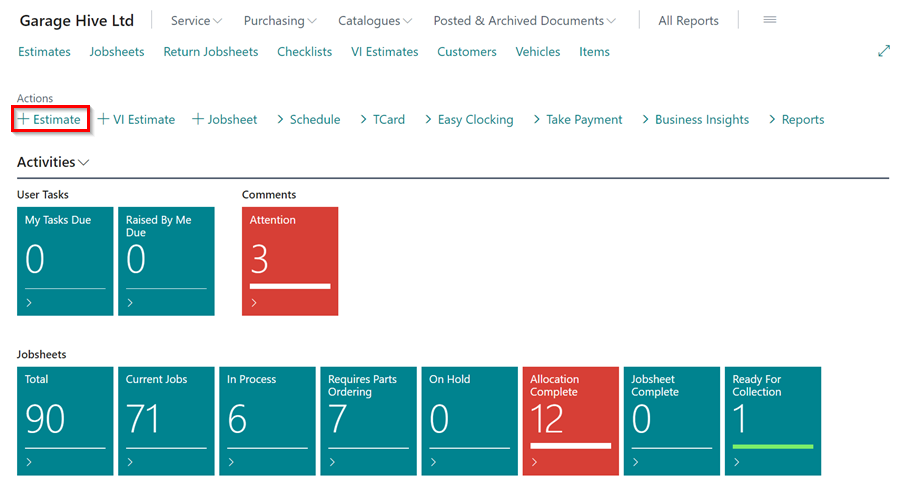 Garage Hive Ltd Service Purchasing Catalogues Posted & Archived Documents All Reports
Estimates Jobsheets Return Jobsheets Checklists VI Estimates Customers Vehicles Items
Actions
+ Estimate + VI Estimate + Jobsheet > Schedule > TCard > Easy Clocking > Take Payment > Business Insights > Reports
Activities
User Tasks Comments
My Tasks Due Raised By Me Attention
Due
0 0 3
> > >
Jobsheets
Total Current Jobs In Process Requires Parts On Hold Allocation Jobsheet Ready For
Ordering Complete Complete Collection
90 71 6 7 0 12 0 1
> > > > > > > >